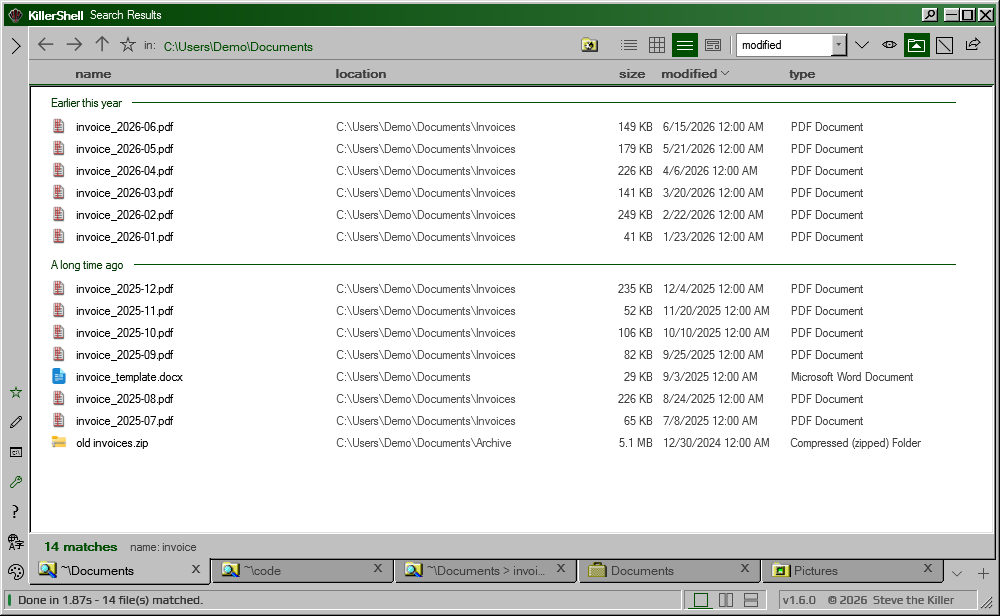 KillerShell Search Results
in: C:\Users\Demo\Documents modified
name location size modified type
Earlier this year
invoice_2026-06.pdf C:\Users\Demo\Documents\Invoices 149 KB 6/15/2026 12:00 AM PDF Document
invoice_2026-05.pdf C:\Users\Demo\Documents\Invoices 179 KB 5/21/2026 12:00 AM PDF Document
invoice_2026-04.pdf C:\Users\Demo\Documents\Invoices 226 KB 4/6/2026 12:00 AM PDF Document
invoice_2026-03.pdf C:\Users\Demo\Documents\Invoices 141 KB 3/20/2026 12:00 AM PDF Document
invoice_2026-02.pdf C:\Users\Demo\Documents\Invoices 249 KB 2/22/2026 12:00 AM PDF Document
invoice_2026-01.pdf C:\Users\Demo\Documents\Invoices 41 KB 1/23/2026 12:00 AM PDF Document
A long time ago
invoice_2025-12.pdf C:\Users\Demo\Documents\Invoices 235 KB 12/4/2025 12:00 AM PDF Document
invoice_2025-11.pdf C:\Users\Demo\Documents\Invoices 52 KB 11/20/2025 12:00 AM PDF Document
invoice_2025-10.pdf C:\Users\Demo\Documents\Invoices 106 KB 10/10/2025 12:00 AM PDF Document
invoice_2025-09.pdf C:\Users\Demo\Documents\Invoices 82 KB 9/25/2025 12:00 AM PDF Document
invoice_template.docx C:\Users\Demo\Documents 29 KB 9/3/2025 12:00 AM Microsoft Word Document
invoice_2025-08.pdf C:\Users\Demo\Documents\Invoices 226 KB 8/24/2025 12:00 AM PDF Document
invoice_2025-07.pdf C:\Users\Demo\Documents\Invoices 65 KB 7/8/2025 12:00 AM PDF Document
old invoices.zip C:\Users\Demo\Documents\Archive 5.1 MB 12/30/2024 12:00 AM Compressed (zipped) Folder
14 matches name: invoice
~\Documents X ~\code X ~\Documents > invoi... X Documents X Pictures X
Done in 1.87s - 14 file(s) matched. v1.6.0 © 2026 Steve the Killer